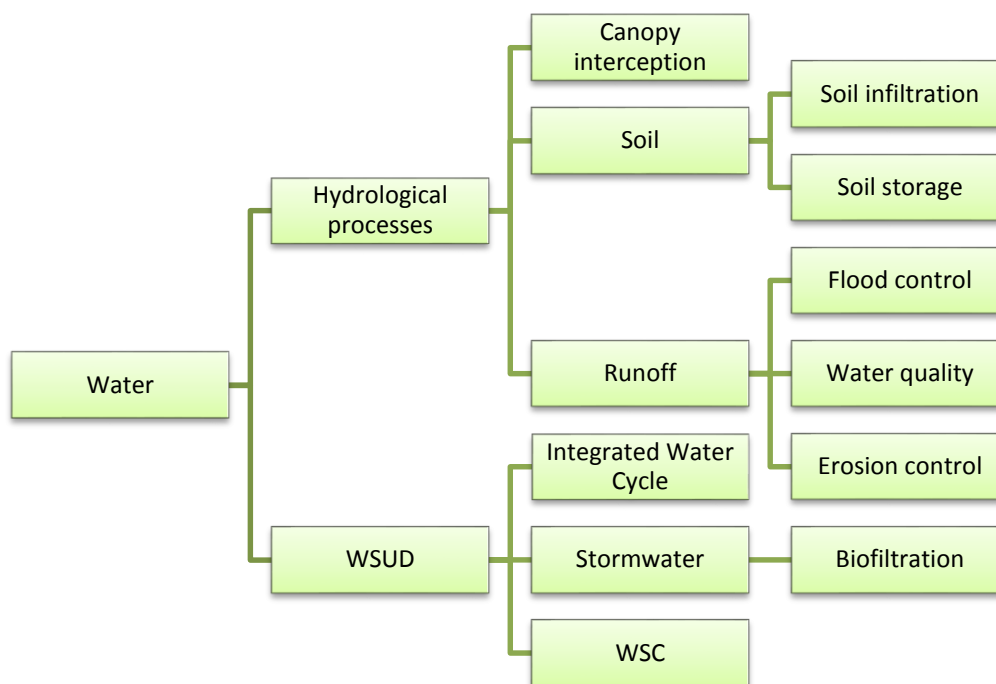 Canopy
interception
Soil infiltration
Soil
Soil storage
Hydrological
processes
Flood control
Water
Runoff
Water quality
Integrated Water
Cycle
Erosion control
WSUD
Stormwater
Biofiltration
WSC